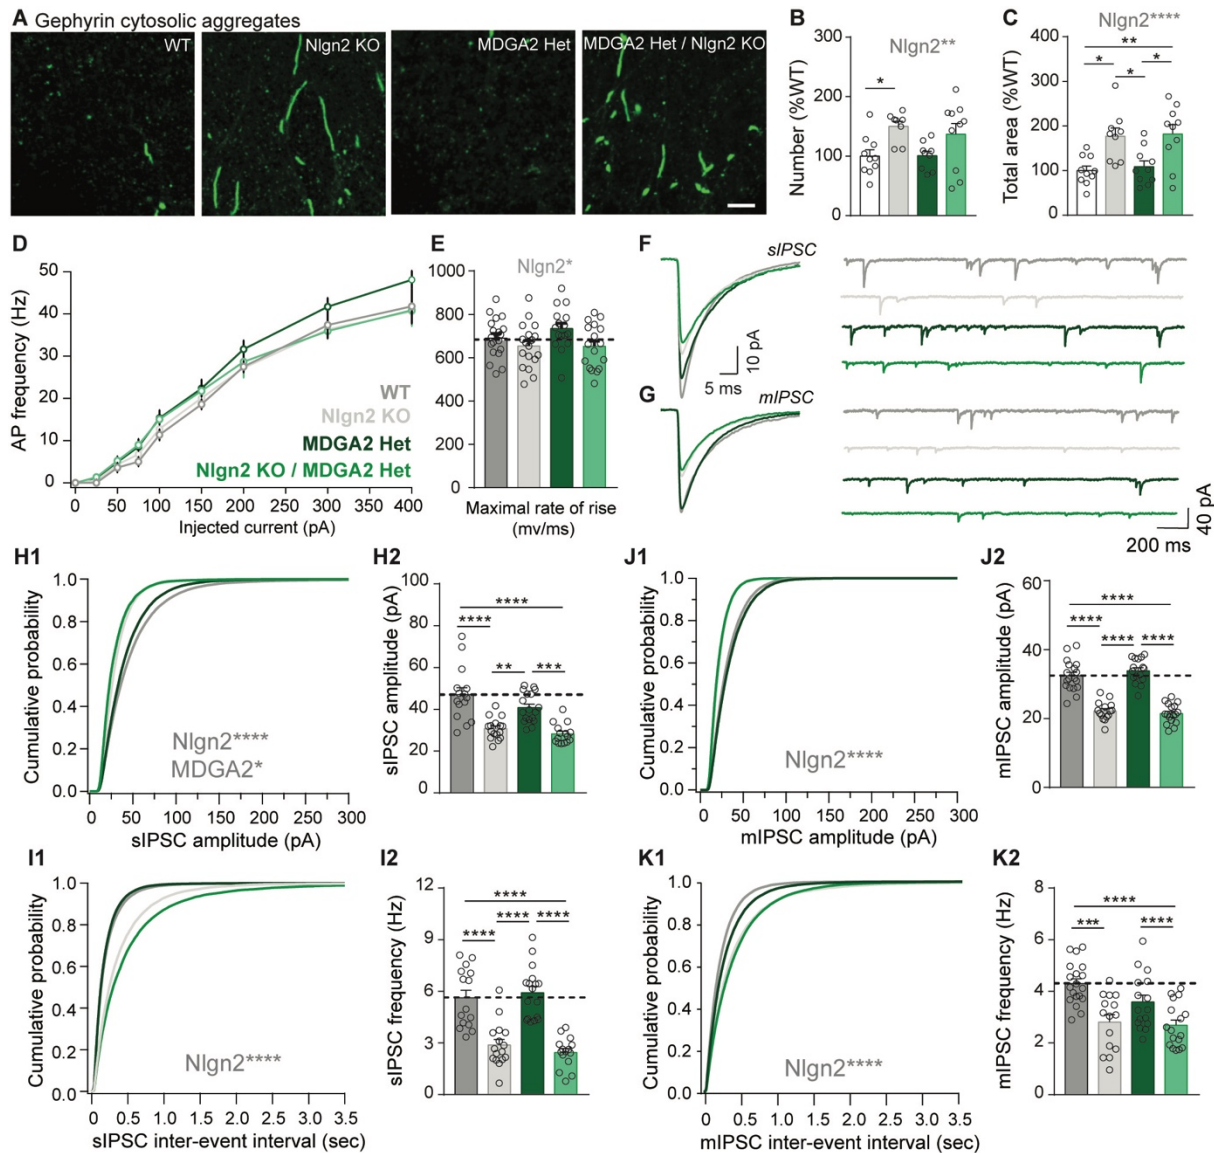 A Gephyrin cytosolic aggregates
WT
Nlgn2 KO
MDGA2 Het
MDGA2 Het / Nlgn2 KO
B
Nlgn2**
Number (%WT)
300
200
150
100
0
*
C
Nlgn2****
Total area (%WT)
400
300
200
100
0
**
*
*
*
D
AP frequency (Hz)
50
40
30
20
10
0
0
50
100
150
200
250
300
350
400
Injected current (pA)
WT
Nlgn2 KO
MDGA2 Het
Nlgn2 KO / MDGA2 Het
E
Nlgn2*
1000
800
600
400
200
0
Maximal rate of rise
(mv/ms)
F
sIPSC
10 pA
5 ms
G
mIPSC
40 pA
200 ms
H1
Cumulative probability
1.0
0.8
0.6
0.4
0.2
0.0
Nlgn2****
MDGA2*
0
50
100
150
200
250
300
sIPSC amplitude (pA)
H2
sIPSC amplitude (pA)
100
80
60
40
20
0
****
****
**
***
J1
Cumulative probability
1.0
0.8
0.6
0.4
0.2
0.0
Nlgn2****
0
50
100
150
200
250
300
mIPSC amplitude (pA)
J2
mIPSC amplitude (pA)
60
40
20
0
****
****
****
****
I1
Cumulative probability
1.0
0.8
0.6
0.4
0.2
0.0
Nlgn2****
0
0.5
1.0
1.5
2.0
2.5
3.0
3.5
sIPSC inter-event interval (sec)
I2
sIPSC frequency (Hz)
12
9
6
3
0
****
****
****
****
K1
Cumulative probability
1.0
0.8
0.6
0.4
0.2
0.0
Nlgn2****
0
0.5
1.0
1.5
2.0
2.5
3.0
3.5
mIPSC inter-event interval (sec)
K2
mIPSC frequency (Hz)
8
6
4
2
0
****
***
****